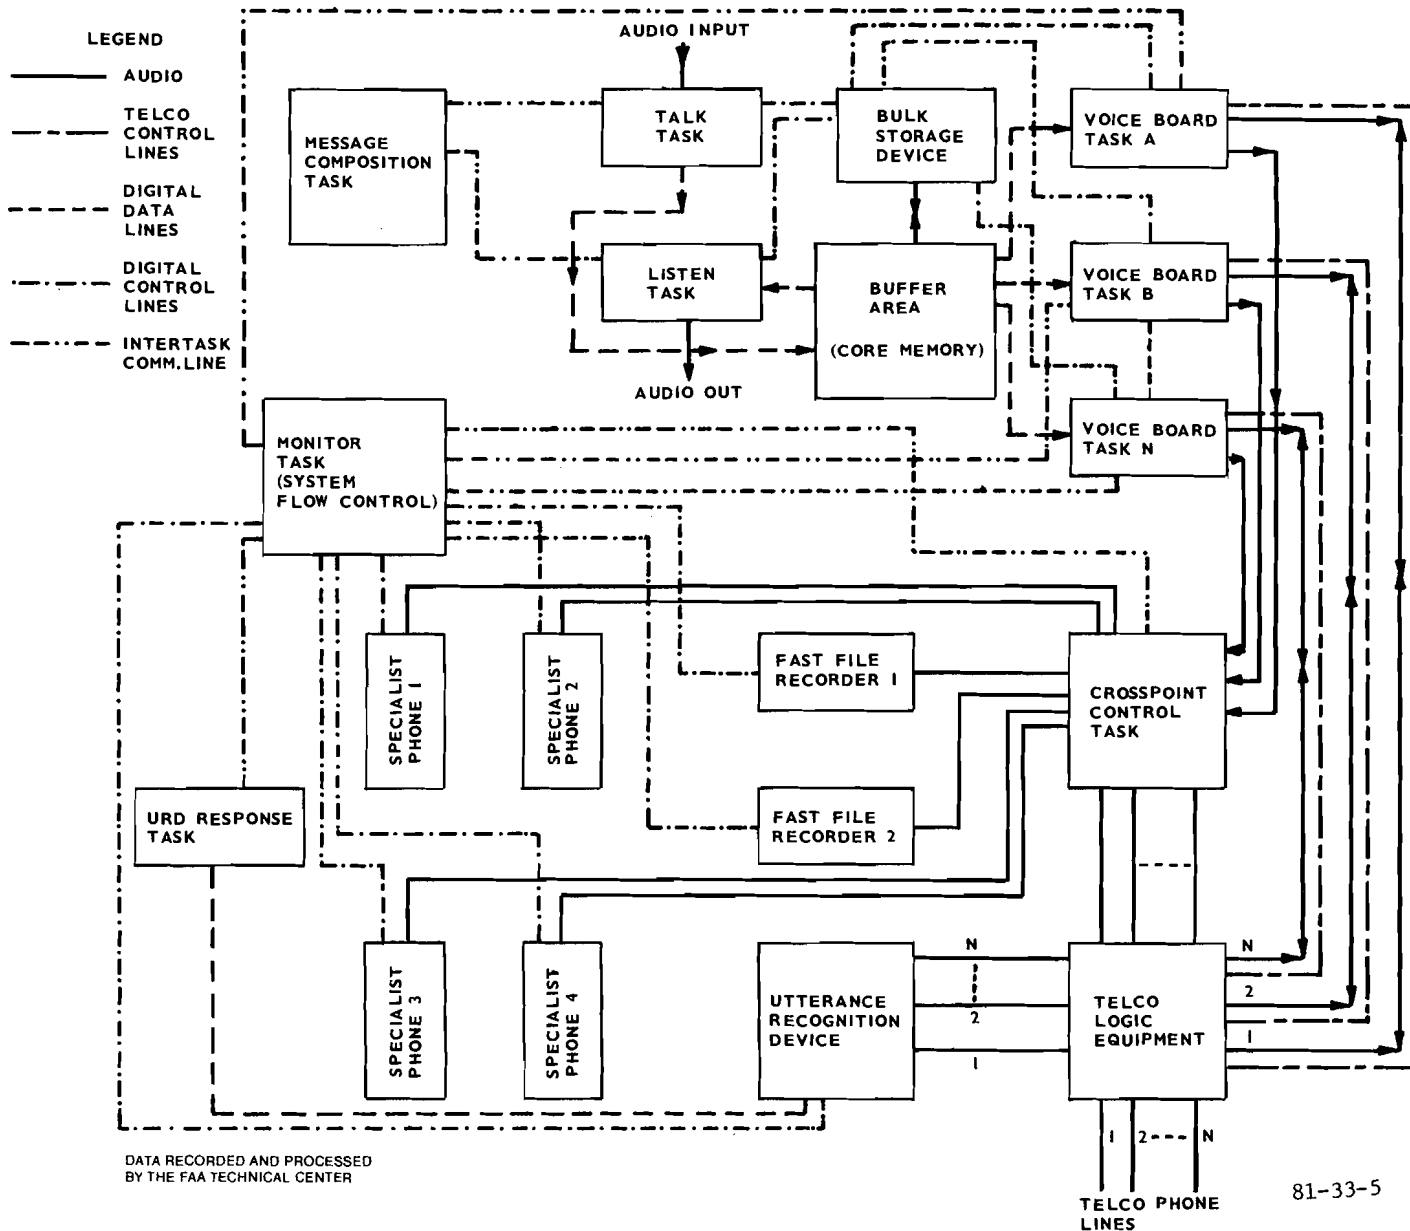 LEGEND
AUDIO
TELCO
CONTROL
LINES
DIGITAL
DATA
LINES
DIGITAL
CONTROL
LINES
INTERTASK
COMM.LINE
AUDIO INPUT
MESSAGE
COMPOSITION
TASK
TALK
TASK
BULK
STORAGE
DEVICE
VOICE BOARD
TASK A
LISTEN
TASK
BUFFER
AREA
(CORE MEMORY)
VOICE BOARD
TASK B
AUDIO OUT
VOICE BOARD
TASK N
MONITOR
TASK
(SYSTEM
FLOW CONTROL)
SPECIALIST
PHONE 1
SPECIALIST
PHONE 2
FAST FILE
RECORDER 1
CROSSPOINT
CONTROL
TASK
URD RESPONSE
TASK
FAST FILE
RECORDER 2
SPECIALIST
PHONE 3
SPECIALIST
PHONE 4
UTTERANCE
RECOGNITION
DEVICE
N
2
1
TELCO
LOGIC
EQUIPMENT
N
2
1
1 2 N
TELCO PHONE
LINES
DATA RECORDED AND PROCESSED
BY THE FAA TECHNICAL CENTER
81-33-5